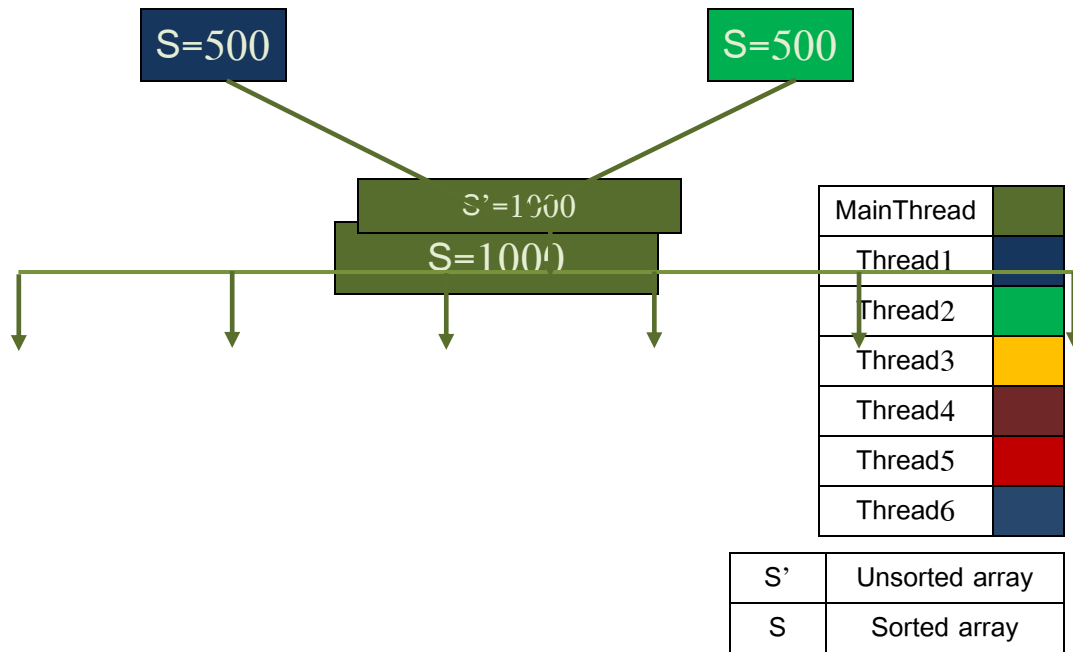 S=500
S=500
S’=1000
S=1000
MainThread
Thread1
Thread2
Thread3
Thread4
Thread5
Thread6
S’ Unsorted array
S Sorted array